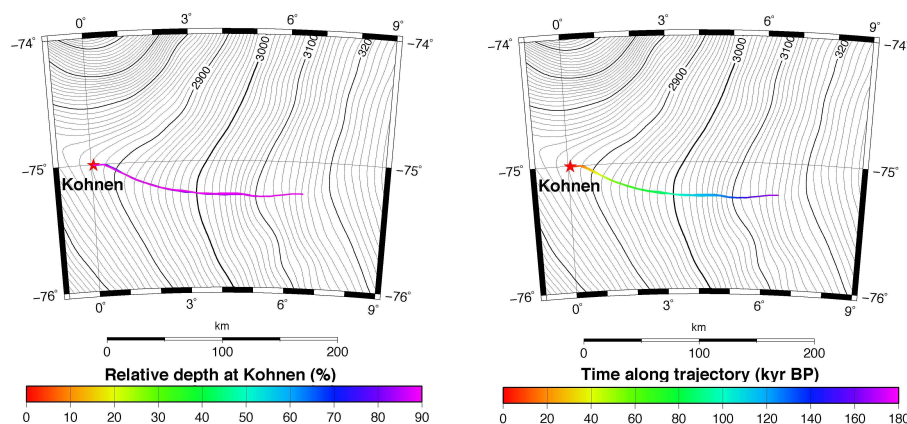 0° 3° 6° 9°
−74° −74°
2900 3000 3100 320
−75° −75°
Kohnen
−76° −76°
0° 3° 6° 9°
km
0 100 200
Relative depth at Kohnen (%)
0 10 20 30 40 50 60 70 80 90
0° 3° 6° 9°
−74° −74°
2900 3000 3100 320
−75° −75°
Kohnen
−76° −76°
0° 3° 6° 9°
km
0 100 200
Time along trajectory (kyr BP)
0 20 40 60 80 100 120 140 160 180